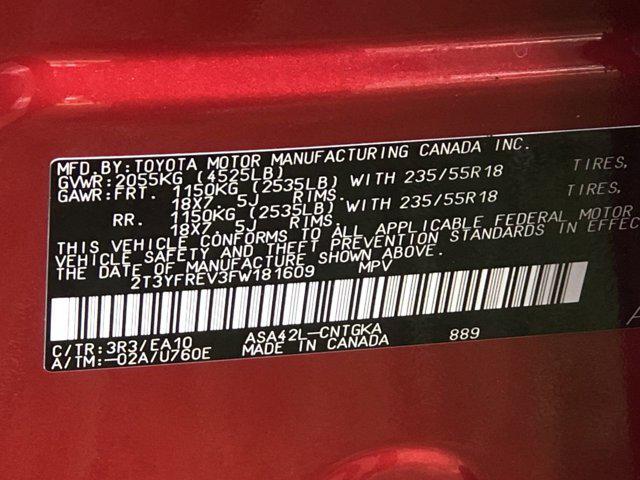 MFD.BY:TOYOTA MOTOR MANUFACTURING CANADA INC.
GVWR:2055KG (4525LB)
GAWR:FRT. 1150KG (2535LB) WITH 235/55R18 TIRES,
18X7. 5J RIMS.
RR. 1150KG (2535LB) WITH 235/55R18 TIRES,
18X7. 5J RIMS.
THIS VEHICLE CONFORMS TO ALL APPLICABLE FEDERAL MOTOR
VEHICLE SAFETY AND THEFT PREVENTION STANDARDS IN EFFEC
THE DATE OF MANUFACTURE SHOWN ABOVE.
2T3YFREV3FW181609 MPV
C/TR:3R3/EA10 ASA42L-CNTGKA 889
A/TM:-02A/U760E MADE IN CANADA